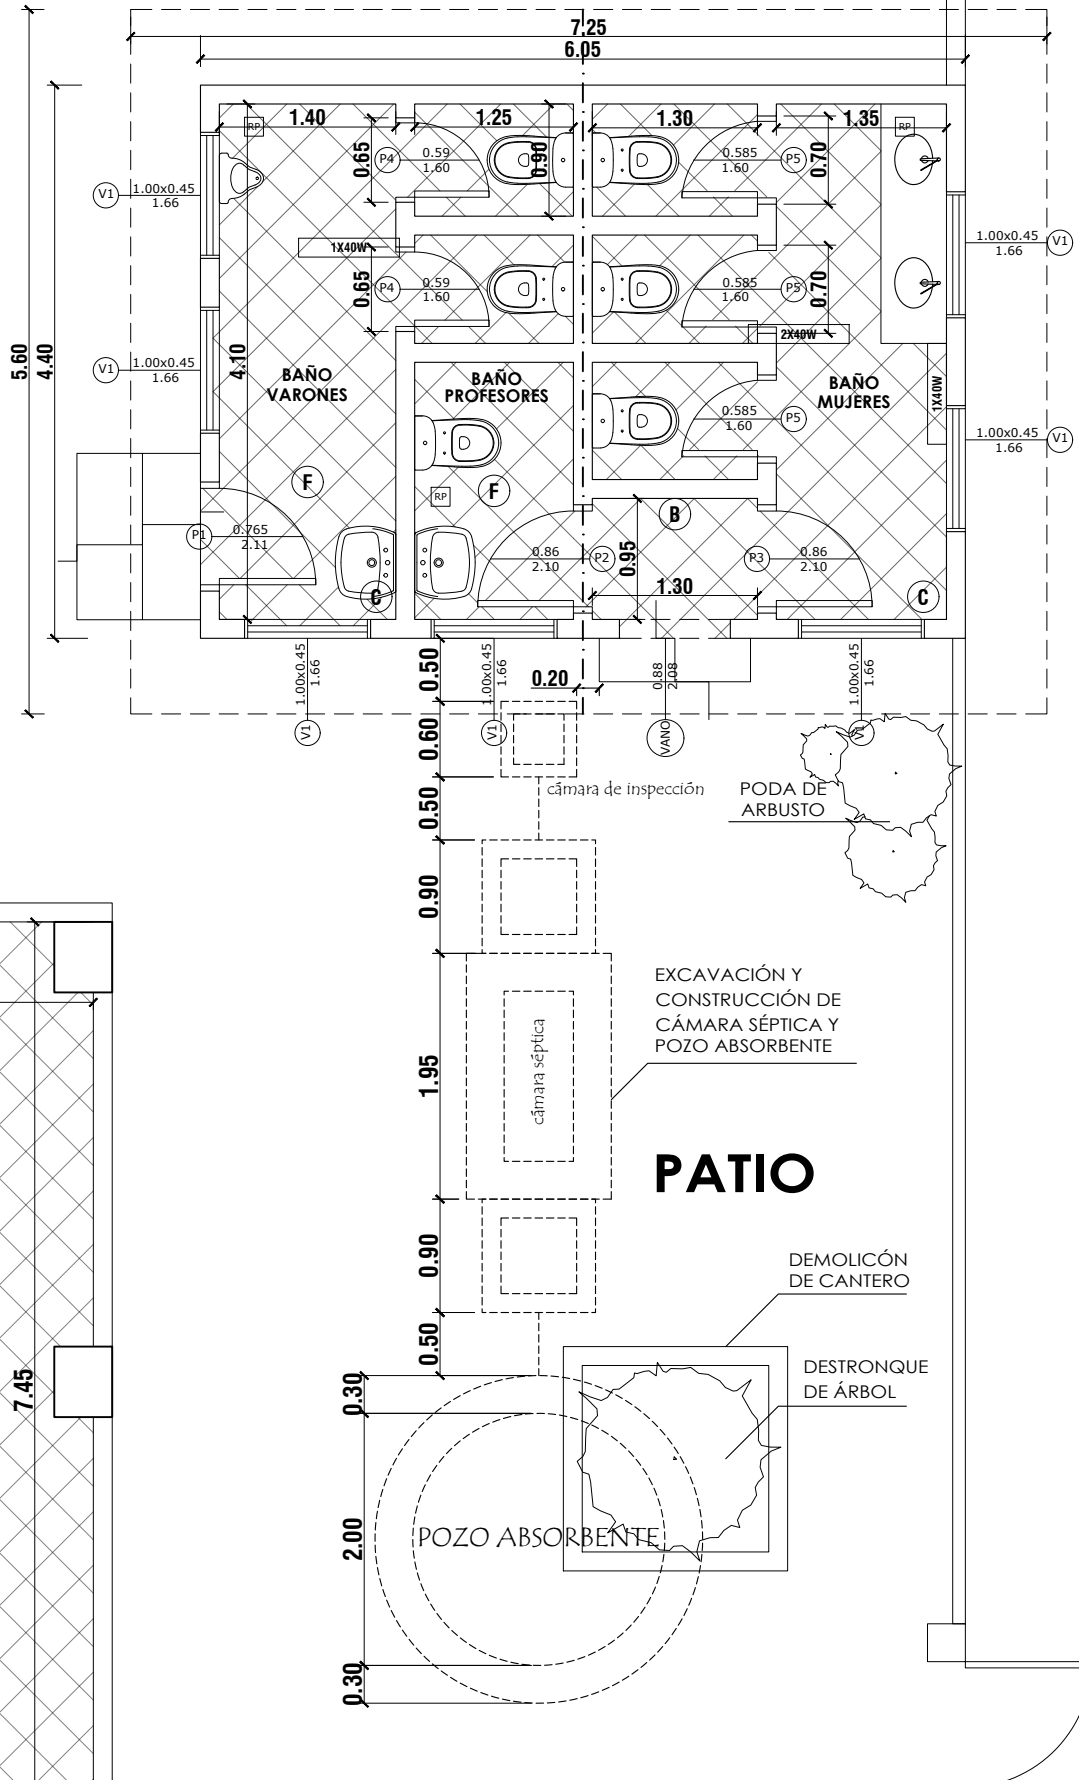 7.25
6.05
1.40
1.25
1.30
1.35
RP
RP
0.65
P4
0.59
1.60
0.90
0.585
1.60
P5
0.70
V1
1.00x0.45
1.66
1X40W
1.00x0.45
1.66
V1
0.65
P4
0.59
1.60
0.585
1.60
P5
0.70
2X40W
5.60
4.40
V1
1.00x0.45
1.66
4.10
BAÑO
VARONES
BAÑO
PROFESORES
BAÑO
MUJERES
1X40W
0.585
1.60
P5
1.00x0.45
1.66
V1
F
RP
F
B
P1
0.765
2.11
0.86
2.10
P2
0.95
P3
0.86
2.10
1.30
C
C
0.50
1.00x0.45
1.66
V1
1.00x0.45
1.66
V1
0.20
0.88
2.08
VANO
1.00x0.45
1.66
V1
0.60
cámara de inspección
0.50
PODA DE
ARBUSTO
0.90
EXCAVACIÓN Y
CONSTRUCCIÓN DE
CÁMARA SÉPTICA Y
POZO ABSORBENTE
1.95
cámara séptica
PATIO
0.90
DEMOLICÓN
DE CANTERO
0.50
DESTRONQUE
DE ÁRBOL
7.45
0.30
2.00
POZO ABSORBENTE
0.30